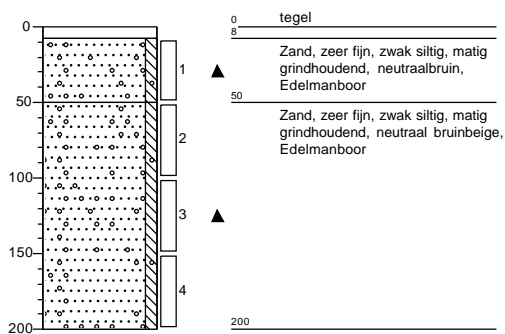 0
0
tegel
8
1
Zand, zeer fijn, zwak siltig, matig
grindhoudend, neutraalbruin,
Edelmanboor
50
50
2
Zand, zeer fijn, zwak siltig, matig
grindhoudend, neutraal bruinbeige,
Edelmanboor
100
3
150
4
200
200